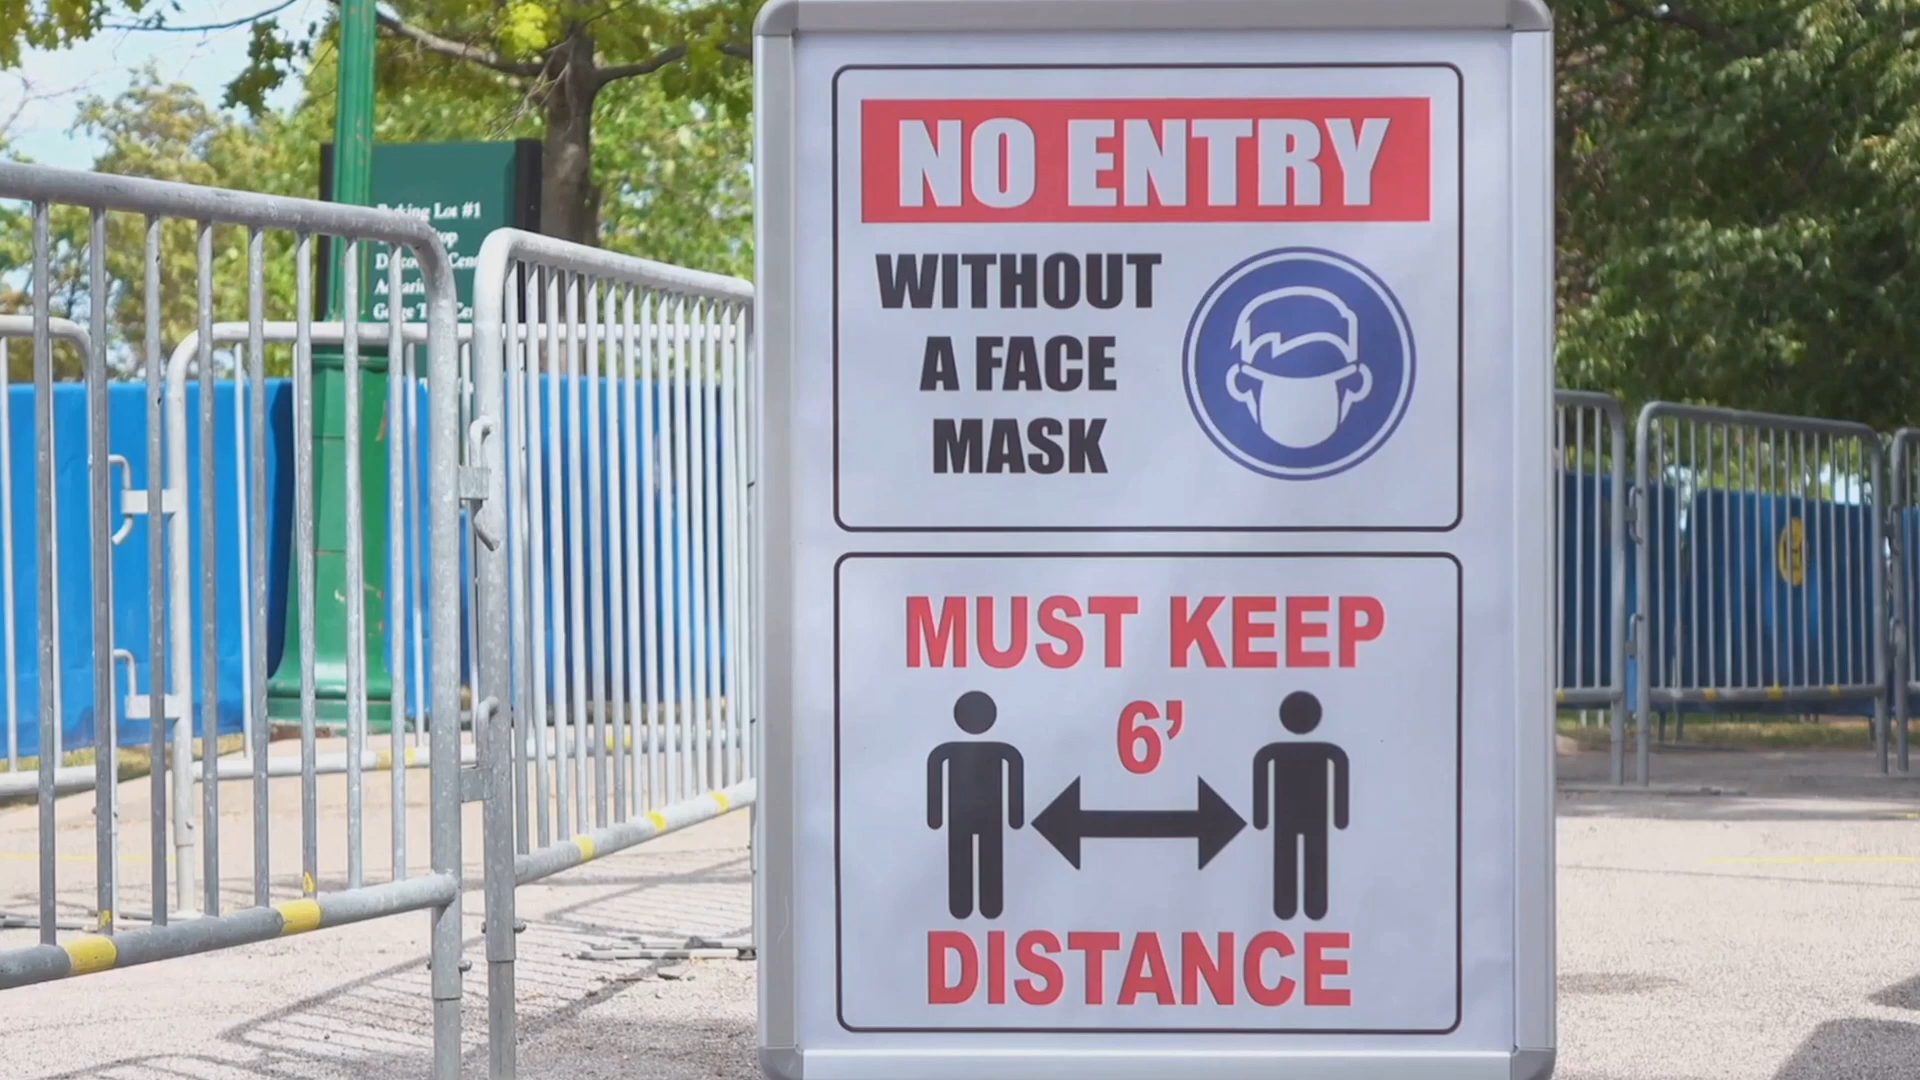 NO ENTRY
WITHOUT
A FACE
MASK
MUST KEEP
6’
DISTANCE
Parking Lot #1